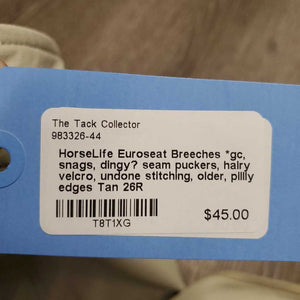 The Tack Collector
983326-44
HorseLife Euroseat Breeches *gc,
snags, dingy? seam puckers, hairy
velcro, undone stitching, older, pillly
edges Tan 26R
T8T1XG
$45.00